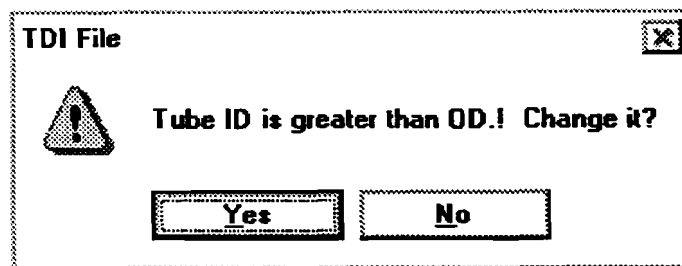 TDI File
Tube ID is greater than OD.! Change it?
Yes
No